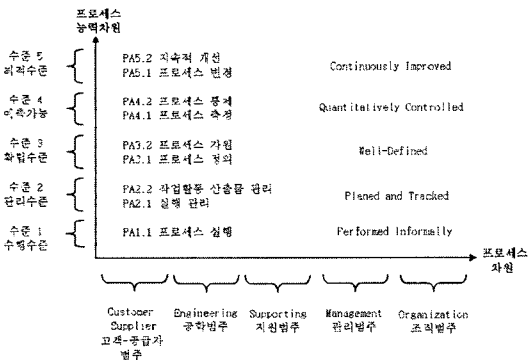 프로세스
능력차원
수준 5
최적수준
PA5.2 지속적 개선
PA5.1 프로세스 변경
Continuously Improved
수준 4
예측가능
PA4.2 프로세스 통제
PA4.1 프로세스 측정
Quantitatively Controlled
수준 3
확립수준
PA3.2 프로세스 자원
PA3.1 프로세스 정의
Well-Defined
수준 2
관리수준
PA2.2 작업활동 산출물 관리
PA2.1 실행 관리
Planed and Tracked
수준 1
수행수준
PA1.1 프로세스 실행
Performed Informally
프로세스
차원
Customer
Supplier
고객-공급자
범주
Engineering
공학범주
Supporting
지원범주
Management
관리범주
Organization
조직범주